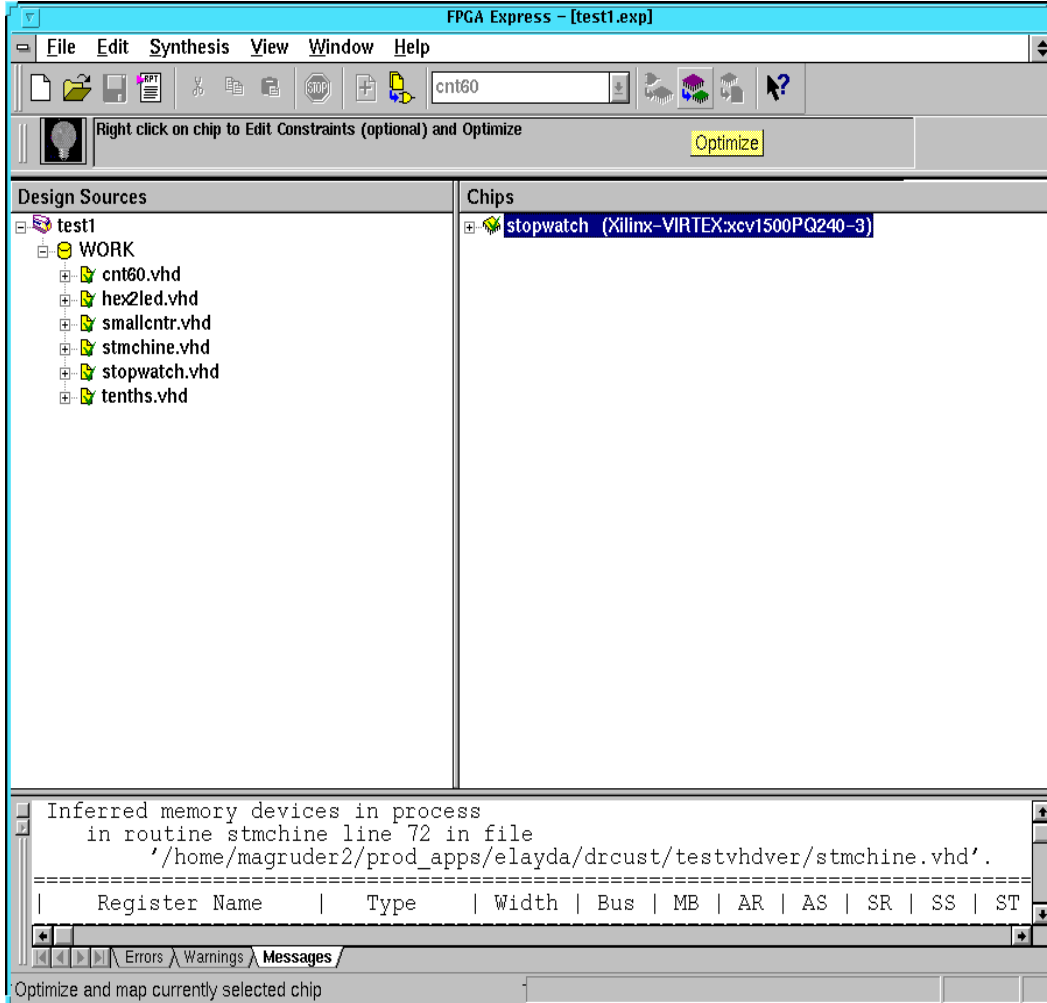 FPGA Express – [test1.exp]
File Edit Synthesis View Window Help
RPT STOP cnt60 ?
Right click on chip to Edit Constraints (optional) and Optimize
Optimize
Design Sources
Chips
test1
stopwatch (Xilinx-VIRTEX:xcv1500PQ240-3)
WORK
cnt60.vhd
hex2led.vhd
smallcntr.vhd
stmchine.vhd
stopwatch.vhd
tenths.vhd
Inferred memory devices in process
in routine stmchine line 72 in file
'/home/magruder2/prod_apps/elayda/drcust/testvhdver/stmchine.vhd'.
===============================================================================
| Register Name | Type | Width | Bus | MB | AR | AS | SR | SS | ST
Errors Warnings Messages
Optimize and map currently selected chip